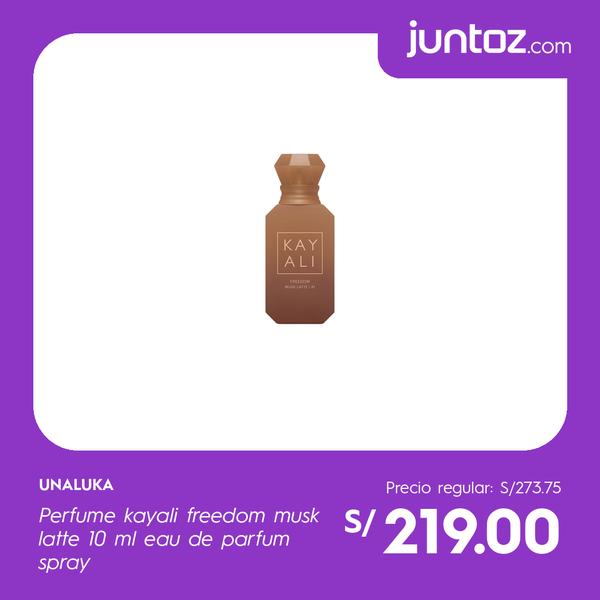 juntoz.com
KAY
ALI
FREEDOM
UNALUKA
Perfume kayali freedom musk
latte 10 ml eau de parfum
spray
Precio regular: S/273.75
S/ 219.00